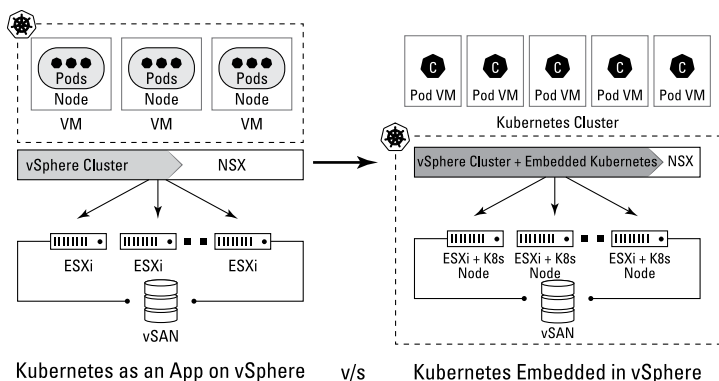 Pods
Node
VM
Pods
Node
VM
Pods
Node
VM
vSphere Cluster
NSX
ESXi
ESXi
ESXi
vSAN
Kubernetes as an App on vSphere
v/s
C
Pod VM
C
Pod VM
C
Pod VM
C
Pod VM
C
Pod VM
Kubernetes Cluster
vSphere Cluster + Embedded Kubernetes
NSX
ESXi + K8s
Node
ESXi + K8s
Node
ESXi + K8s
Node
vSAN
Kubernetes Embedded in vSphere